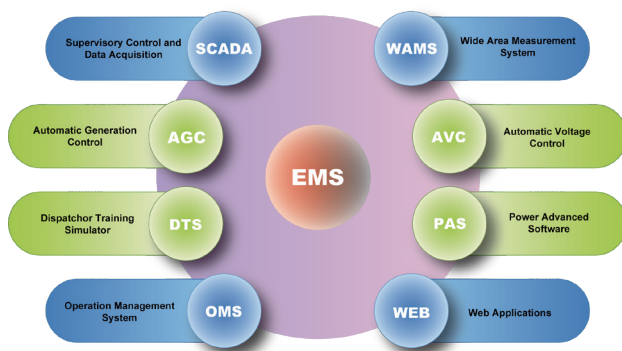 Supervisory Control and
Data Acquisition
SCADA
WAMS
Wide Area Measurement
System
Automatic Generation
Control
AGC
AVC
Automatic Voltage
Control
EMS
Dispatchor Training
Simulator
DTS
PAS
Power Advanced
Software
Operation Management
System
OMS
WEB
Web Applications